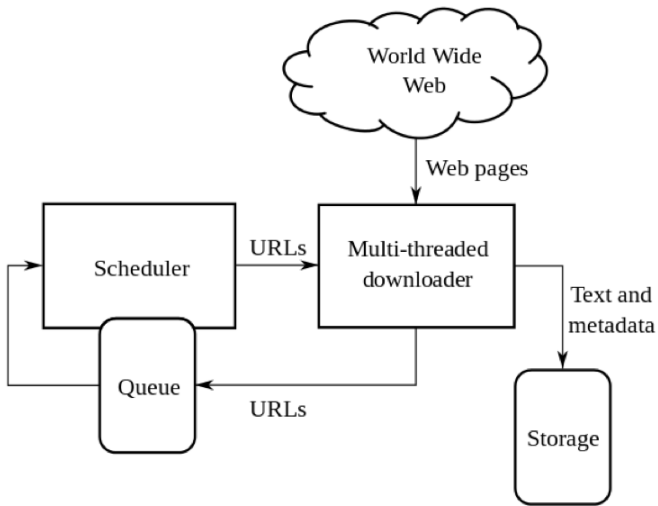 World Wide
Web
Web pages
Scheduler
URLs
Multi-threaded
downloader
Text and
metadata
Queue
URLs
Storage